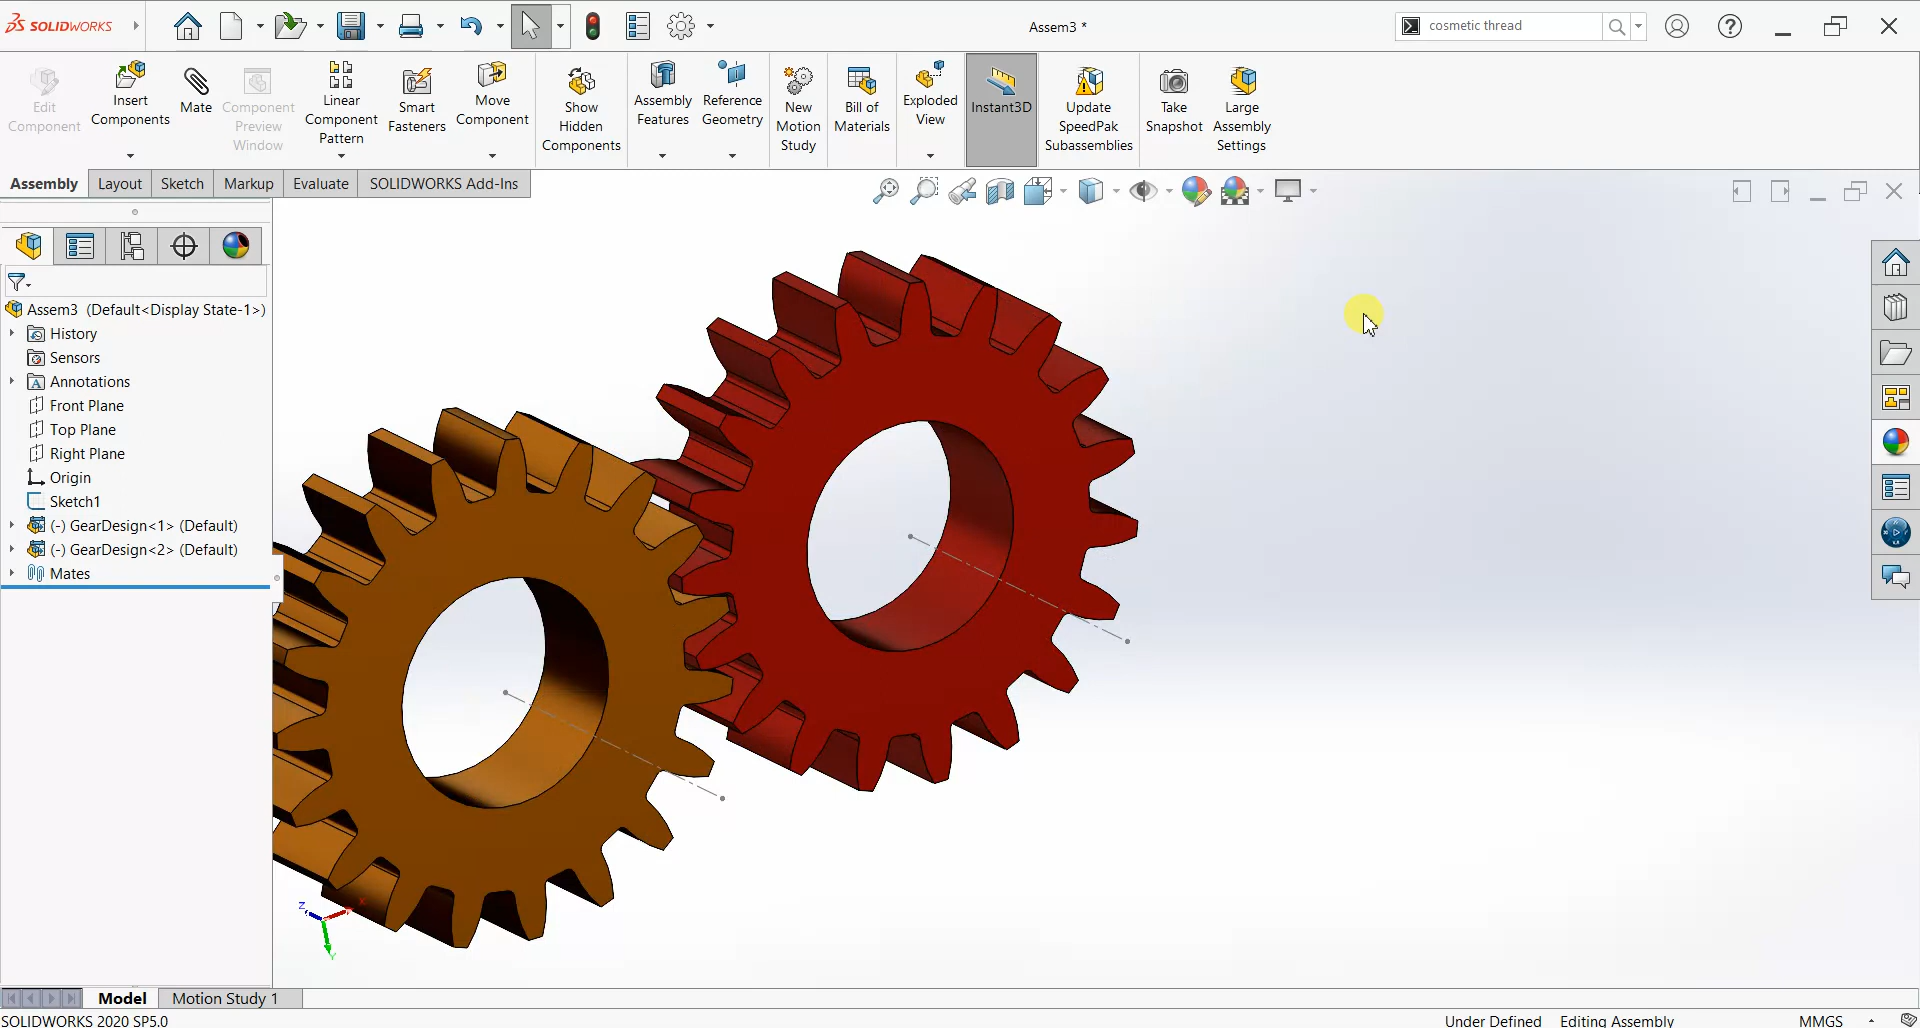 SOLIDWORKS
Assem3 *
cosmetic thread
Edit Component
Insert Components
Mate
Component Preview Window
Linear Component Pattern
Smart Fasteners
Move Component
Show Hidden Components
Assembly Features
Reference Geometry
New Motion Study
Bill of Materials
Exploded View
Instant3D
Update SpeedPak Subassemblies
Take Snapshot
Large Assembly Settings
Assembly
Layout
Sketch
Markup
Evaluate
SOLIDWORKS Add-Ins
Assem3 (Default<Display State-1>)
History
Sensors
Annotations
Front Plane
Top Plane
Right Plane
Origin
Sketch1
(-) GearDesign<1> (Default)
(-) GearDesign<2> (Default)
Mates
Z
X
Y
Model
Motion Study 1
SOLIDWORKS 2020 SP5.0
Under Defined
Editing Assembly
MMGS